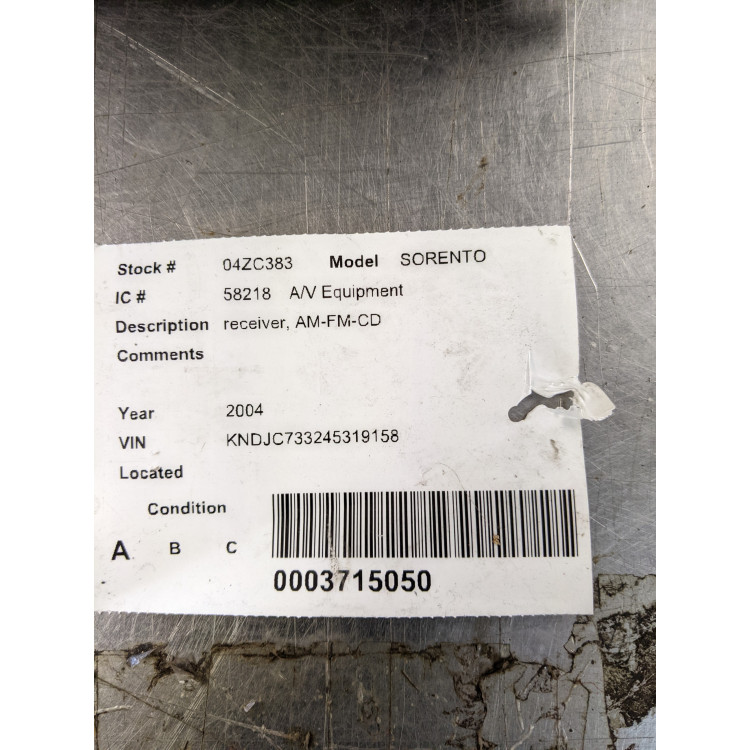 Stock # 04ZC383 Model SORENTO
IC # 58218 A/V Equipment
Description receiver, AM-FM-CD
Comments
Year 2004
VIN KNDJC733245319158
Located
Condition
A B C
0003715050